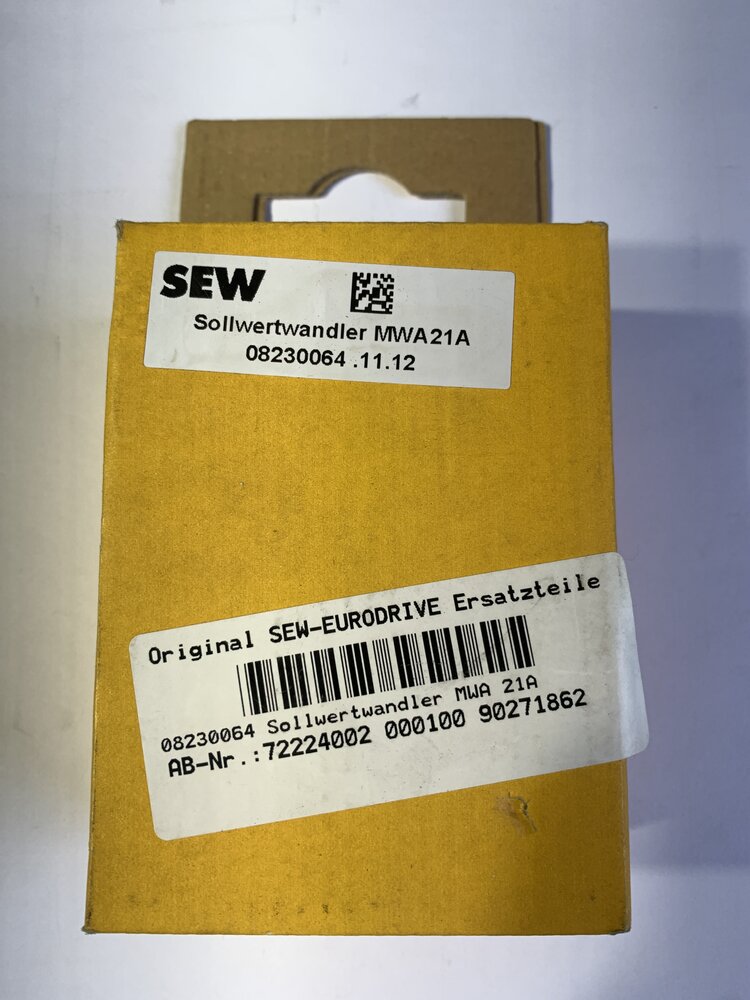 SEW
Sollwertwandler MWA21A
08230064 .11.12
Original SEW-EURODRIVE Ersatzteile
08230064 Sollwertwandler MWA 21A
AB-Nr.:72224002 000100 90271862